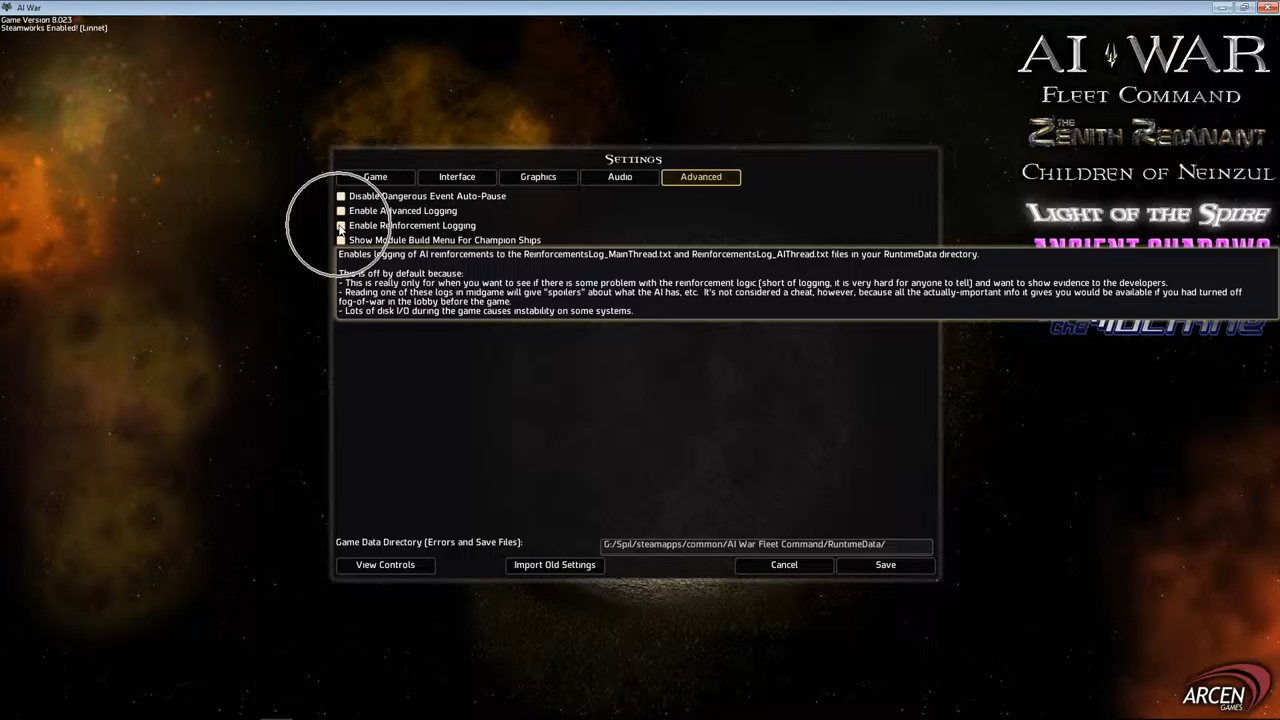 AI War
Game Version 8.023
Steamworks Enabled! (Linnet)
AI WAR
FLEET COMMAND
THE ZENITH REMNANT
CHILDREN OF NEINZUL
LIGHT OF THE SPIRE
ANCIENT SHADOWS
SETTINGS
Game
Interface
Graphics
Audio
Advanced
Disable Dangerous Event Auto-Pause
Enable Advanced Logging
Enable Reinforcement Logging
Show Module Build Menu For Champion Ships
Enables logging of AI reinforcements to the ReinforcementsLog_MainThread.txt and ReinforcementsLog_AIThread.txt files in your RuntimeData directory.
This is off by default because:
- This is really only for when you want to see if there is some problem with the reinforcement logic (short of logging, it is very hard for anyone to tell) and want to show evidence to the developers.
- Reading one of these logs in midgame will give "spoilers" about what the AI has, etc.  It's not considered a cheat, however, because all the actually-important info it gives you would be available if you had turned off
fog-of-war in the lobby before the game.
- Lots of disk I/O during the game causes instability on some systems.
Game Data Directory (Errors and Save Files):
G:/Spil/steamapps/common/AI War Fleet Command/RuntimeData/
View Controls
Import Old Settings
Cancel
Save
ARCEN
GAMES